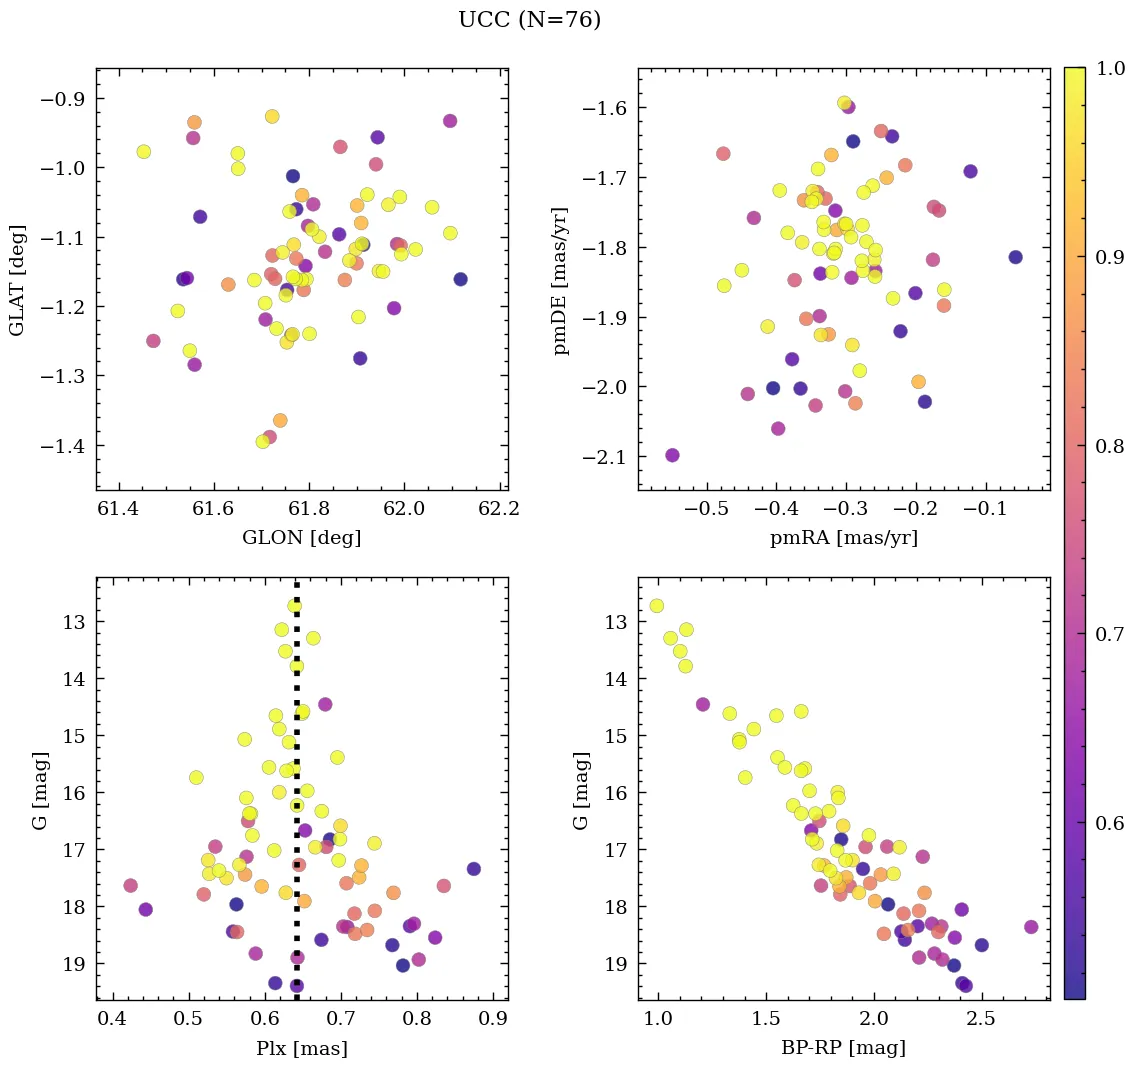 UCC (N=76)
−0.9
−1.0
−1.1
−1.2
−1.3
−1.4
GLAT [deg]
61.4 61.6 61.8 62.0 62.2
GLON [deg]
−1.6
−1.7
−1.8
−1.9
−2.0
−2.1
pmDE [mas/yr]
−0.5 −0.4 −0.3 −0.2 −0.1
pmRA [mas/yr]
13
14
15
16
17
18
19
G [mag]
0.4 0.5 0.6 0.7 0.8 0.9
Plx [mas]
13
14
15
16
17
18
19
G [mag]
1.0 1.5 2.0 2.5
BP-RP [mag]
1.0
0.9
0.8
0.7
0.6